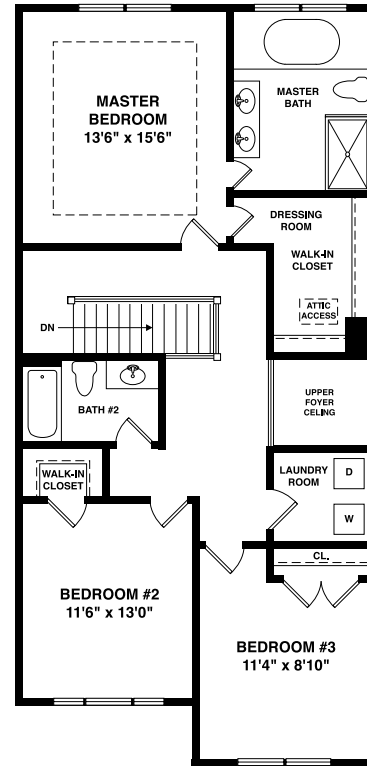 MASTER
BEDROOM
13'6" x 15'6"
MASTER
BATH
DRESSING
ROOM
WALK-IN
CLOSET
ATTIC
ACCESS
DN
BATH #2
UPPER
FOYER
CELING
WALK-IN
CLOSET
LAUNDRY
ROOM
D
W
CL.
BEDROOM #2
11'6" x 13'0"
BEDROOM #3
11'4" x 8'10"